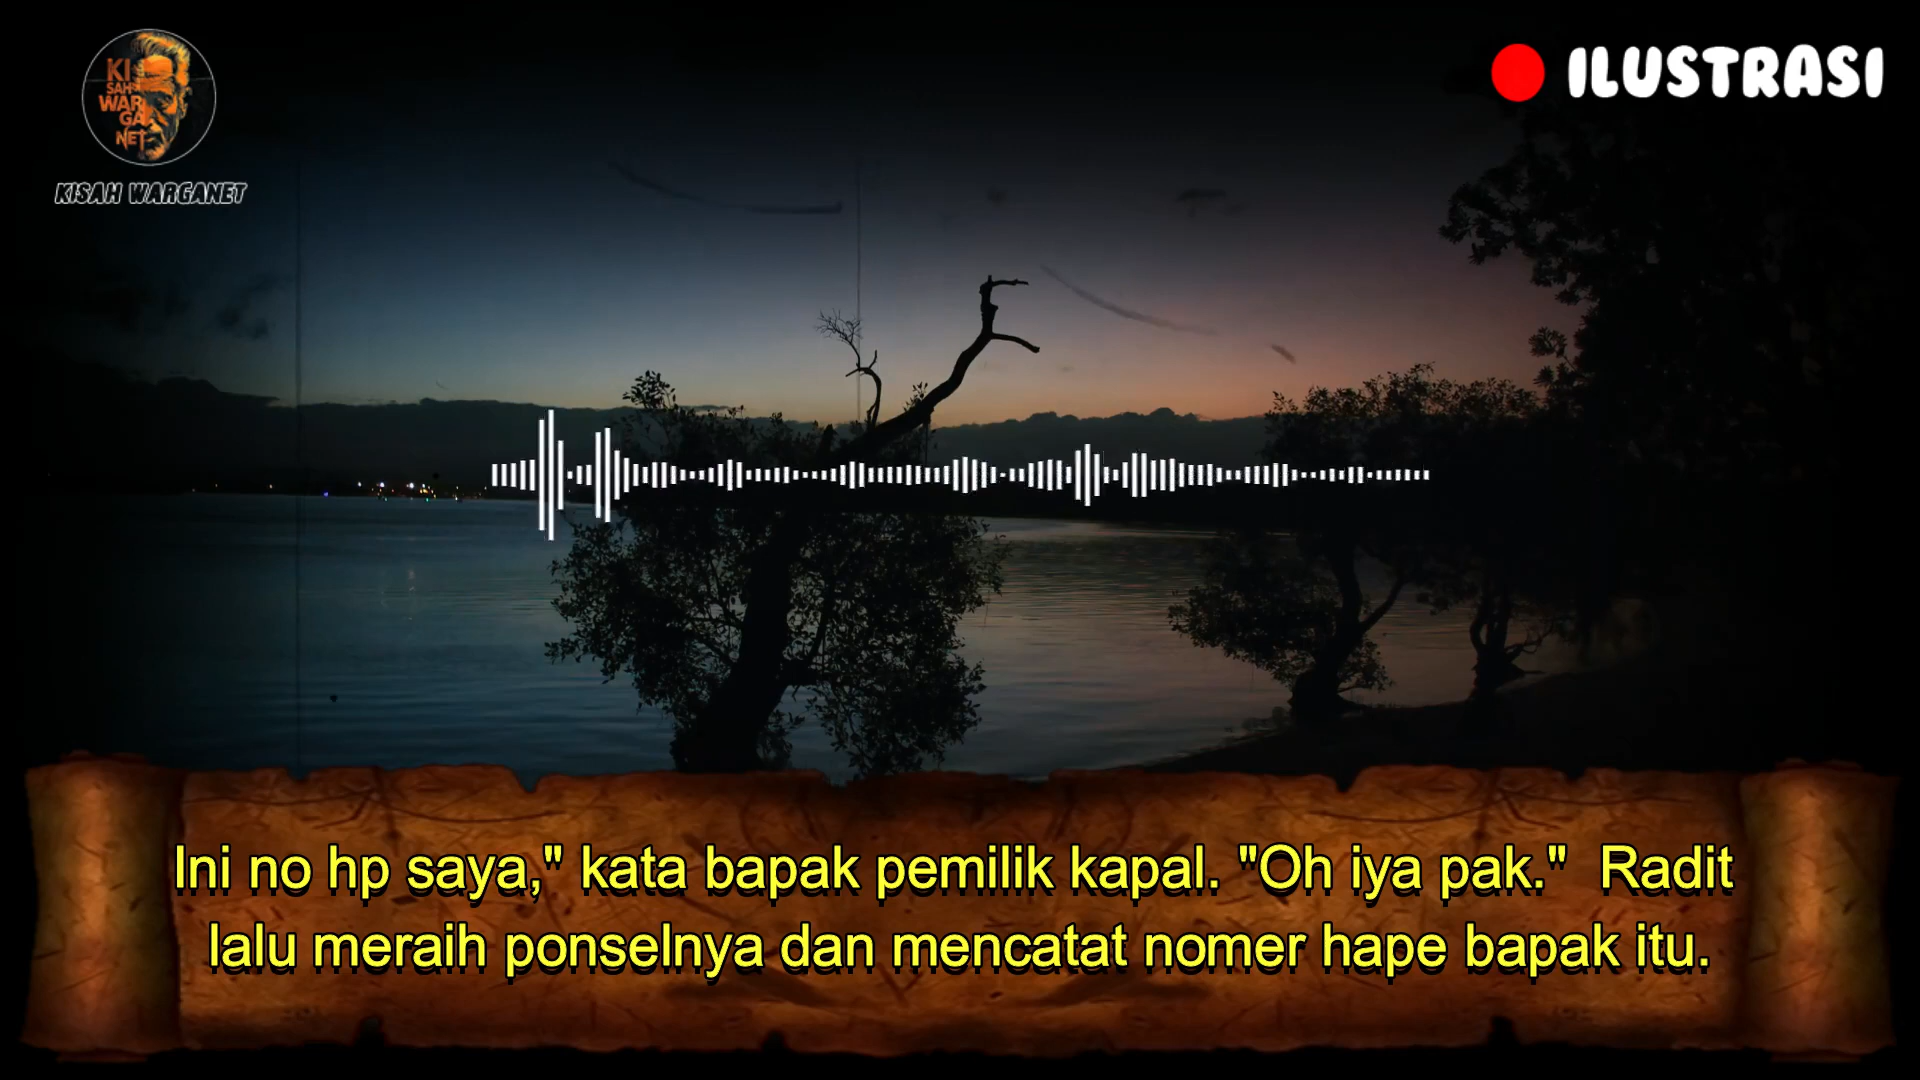 KI
SAH
WAR
GA
NET
KISAH WARGANET
ILUSTRASI
Ini no hp saya," kata bapak pemilik kapal. "Oh iya pak."  Radit
lalu meraih ponselnya dan mencatat nomer hape bapak itu.